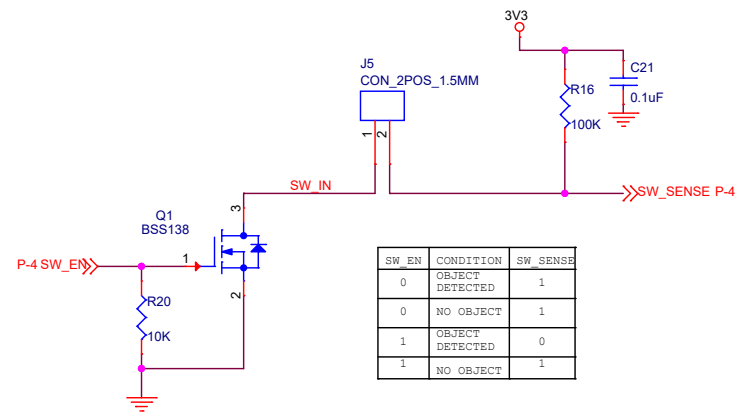 3V3
J5
CON_2POS_1.5MM
C21
R16
0.1uF
100K
1
2
SW_IN
SW_SENSE P-4
3
Q1
BSS138
P-4 SW_EN
1
2
R20
10K
SW_EN CONDITION SW_SENSE
0 OBJECT DETECTED 1
0 NO OBJECT 1
1 OBJECT DETECTED 0
1 NO OBJECT 1